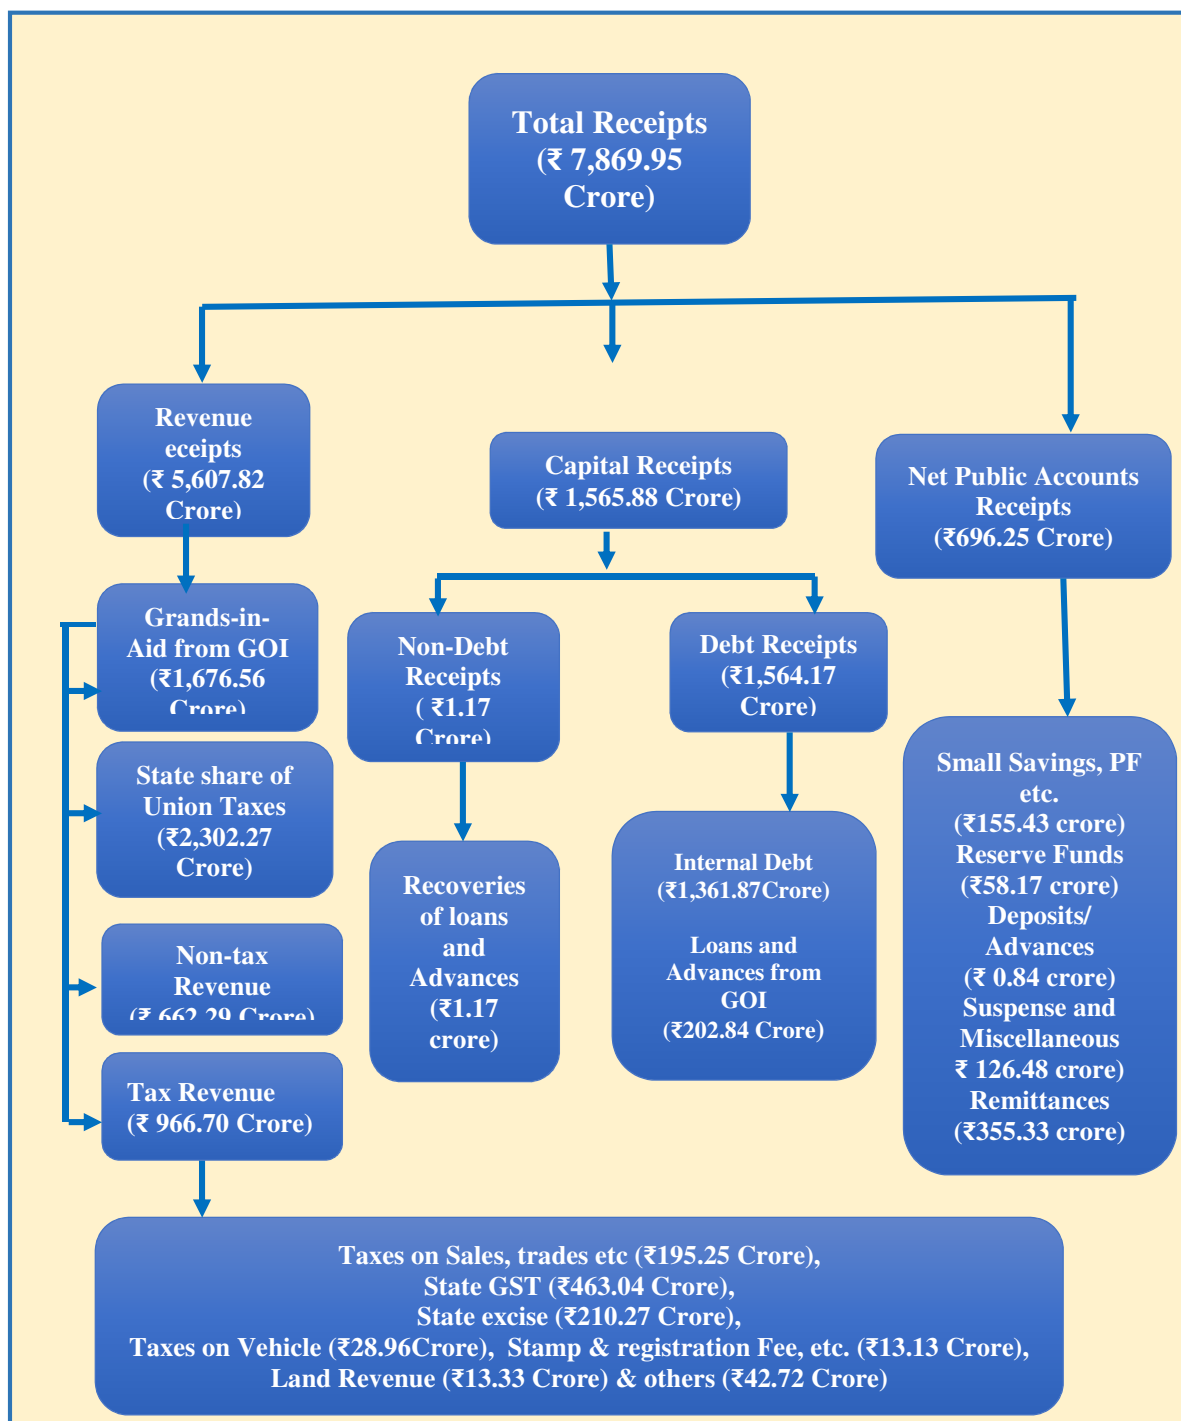 Total Receipts
(₹ 7,869.95
Crore)
Revenue
eceipts
(₹ 5,607.82
Crore)
Capital Receipts
(₹ 1,565.88 Crore)
Net Public Accounts
Receipts
(₹696.25 Crore)
Grands-in-
Aid from GOI
(₹1,676.56
Crore)
Non-Debt
Receipts
( ₹1.17
Crore)
Debt Receipts
(₹1,564.17
Crore)
State share of
Union Taxes
(₹2,302.27
Crore)
Small Savings, PF
etc.
(₹155.43 crore)
Reserve Funds
(₹58.17 crore)
Deposits/
Advances
(₹ 0.84 crore)
Suspense and
Miscellaneous
₹ 126.48 crore)
Remittances
(₹355.33 crore)
Recoveries
of loans
and
Advances
(₹1.17
crore)
Internal Debt
(₹1,361.87Crore)
Loans and
Advances from
GOI
(₹202.84 Crore)
Non-tax
Revenue
(₹ 662.29 Crore)
Tax Revenue
(₹ 966.70 Crore)
Taxes on Sales, trades etc (₹195.25 Crore),
State GST (₹463.04 Crore),
State excise (₹210.27 Crore),
Taxes on Vehicle (₹28.96Crore), Stamp & registration Fee, etc. (₹13.13 Crore),
Land Revenue (₹13.33 Crore) & others (₹42.72 Crore)